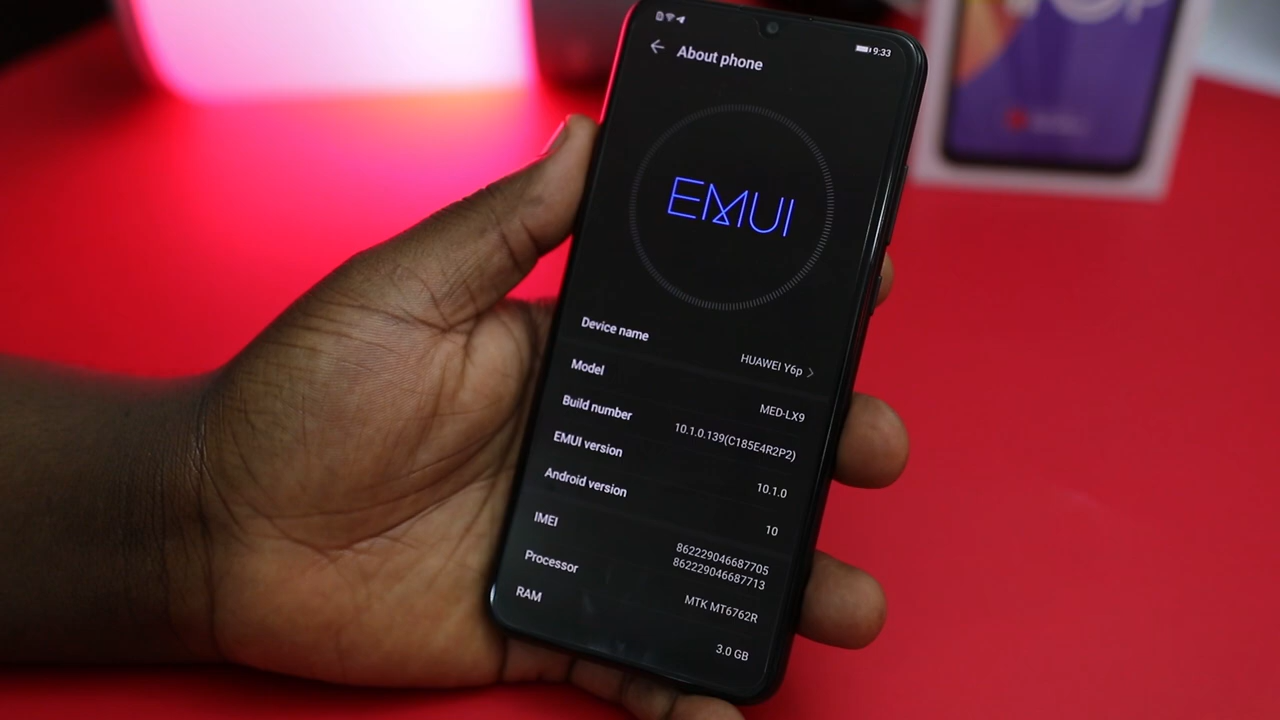 9:33
About phone
EMUI
Device name
HUAWEI Y6p
Model
MED-LX9
Build number
10.1.0.139(C185E4R2P2)
EMUI version
10.1.0
Android version
10
IMEI
862229046687705
862229046687713
Processor
MTK MT6762R
RAM
3.0 GB